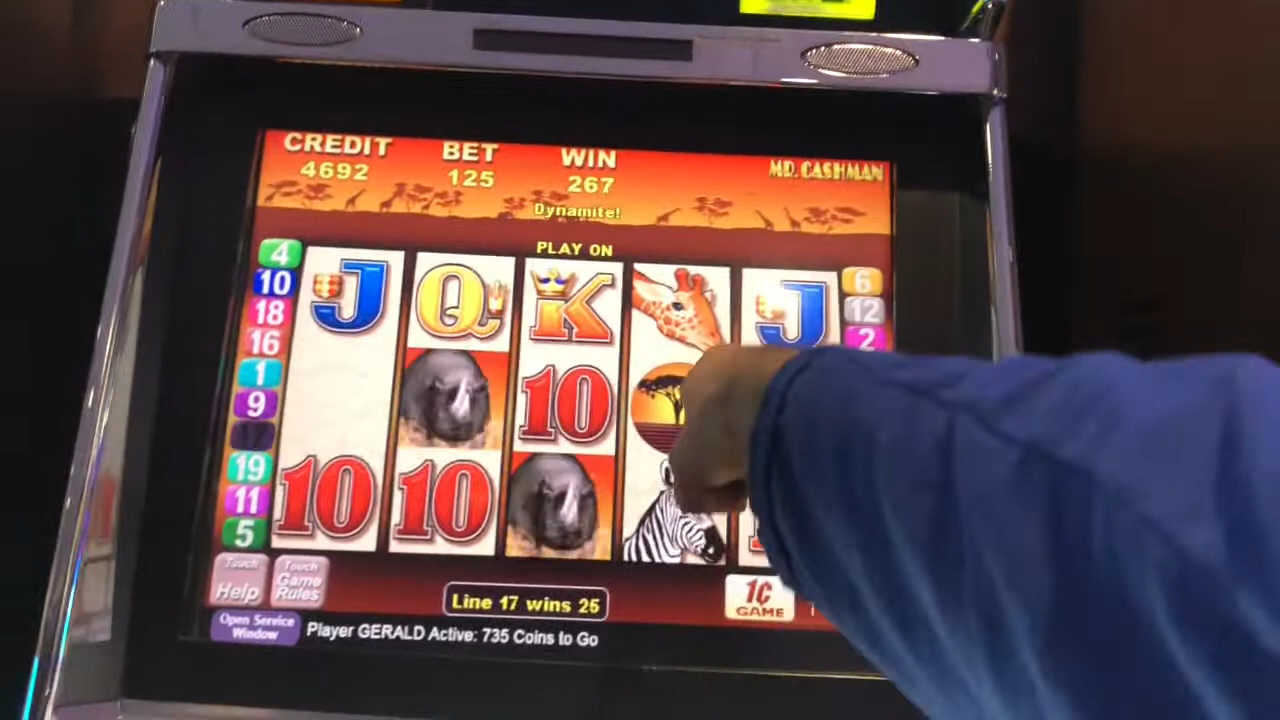 CREDIT BET WIN MR. CASHMAN
4692 125 267
Dynamite!
PLAY ON
4 J Q K J 6
10 12
18 2
16
1 10
9
19
11 10 10
5
Touch Help
Touch Game Rules
Line 17 wins 25
1¢ GAME
Open Service Window
Player GERALD Active: 735 Coins to Go